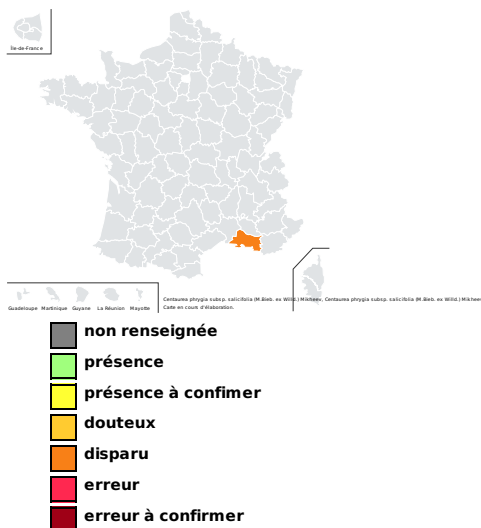 Île-de-France
Guadeloupe Martinique Guyane La Réunion Mayotte
Centaurea phrygia subsp. salicifolia (M.Bieb. ex Willd.) Mikheev, Centaurea phrygia subsp. salicifolia (M.Bieb. ex Willd.) Mikheev
Carte en cours d'élaboration.
non renseignée
présence
présence à confimer
douteux
disparu
erreur
erreur à confirmer